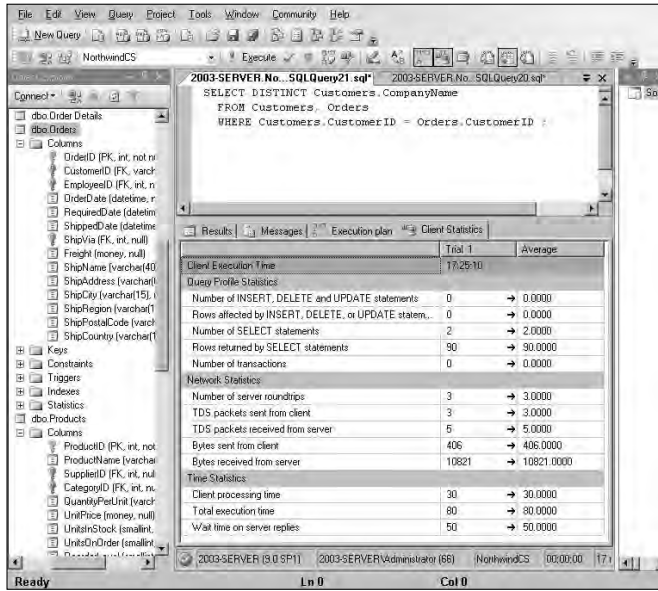 File Edit View Query Project Tools Window Community Help
New Query
NorthwindCS Execute
Connect
dbo.Order Details
dbo.Orders
Columns
OrderID (PK, int, not n
CustomerID (FK, varch
EmployeeID (FK, int, n
OrderDate (datetime, r
RequiredDate (datetim
ShippedDate (datetime
ShipVia (FK, int, null)
Freight (money, null)
ShipName (varchar(40
ShipAddress (varchar(
ShipCity (varchar(15),
ShipRegion (varchar(1
ShipPostalCode (varch
ShipCountry (varchar(1
Keys
Constraints
Triggers
Indexes
Statistics
dbo.Products
Columns
ProductID (PK, int, not
ProductName (varchar
SupplierID (FK, int, nul
CategoryID (FK, int, nu
QuantityPerUnit (varch
UnitPrice (money, null)
UnitsInStock (smallint,
UnitsOnOrder (smallint,
2003-SERVER.No...SQLQuery21.sql* 2003-SERVER.No...SQLQuery20.sql*
SELECT DISTINCT Customers.CompanyName
FROM Customers, Orders
WHERE Customers.CustomerID = Orders.CustomerID ;
Results Messages Execution plan Client Statistics
Trial 1 Average
Client Execution Time 17:25:10
Query Profile Statistics
Number of INSERT, DELETE and UPDATE statements 0 → 0.0000
Rows affected by INSERT, DELETE, or UPDATE statem... 0 → 0.0000
Number of SELECT statements 2 → 2.0000
Rows returned by SELECT statements 90 → 90.0000
Number of transactions 0 → 0.0000
Network Statistics
Number of server roundtrips 3 → 3.0000
TDS packets sent from client 3 → 3.0000
TDS packets received from server 5 → 5.0000
Bytes sent from client 406 → 406.0000
Bytes received from server 10821 → 10821.0000
Time Statistics
Client processing time 30 → 30.0000
Total execution time 80 → 80.0000
Wait time on server replies 50 → 50.0000
2003-SERVER (9.0 SP1) 2003-SERVER\Administrator (66) NorthwindCS 00:00:00 17
Ready Ln 0 Col 0
So